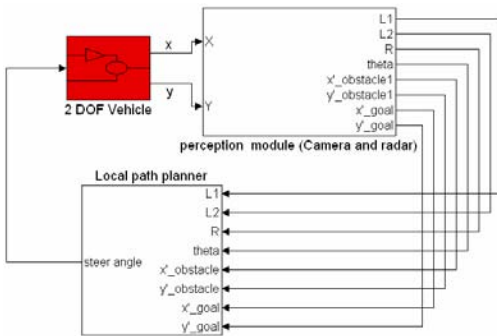 x
y
2 DOF Vehicle
X
Y
L1
L2
R
theta
x'_obstacle1
y'_obstacle1
x'_goal
y'_goal
perception module (Camera and radar)
Local path planner
steer angle
L1
L2
R
theta
x'_obstacle
y'_obstacle
x'_goal
y'_goal